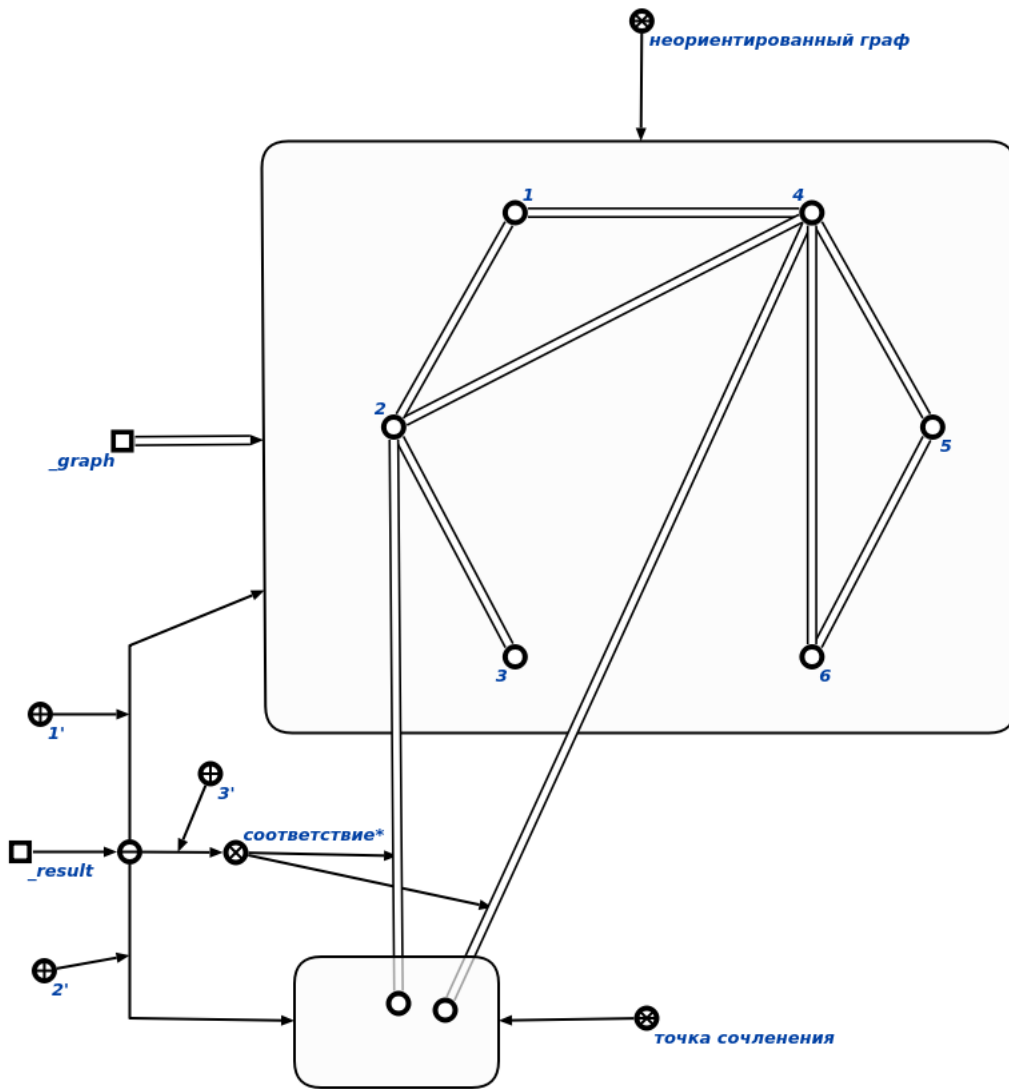 неориентированный граф
1
4
2
_graph
5
3
6
1'
3'
соответствие*
_result
2'
точка сочленения